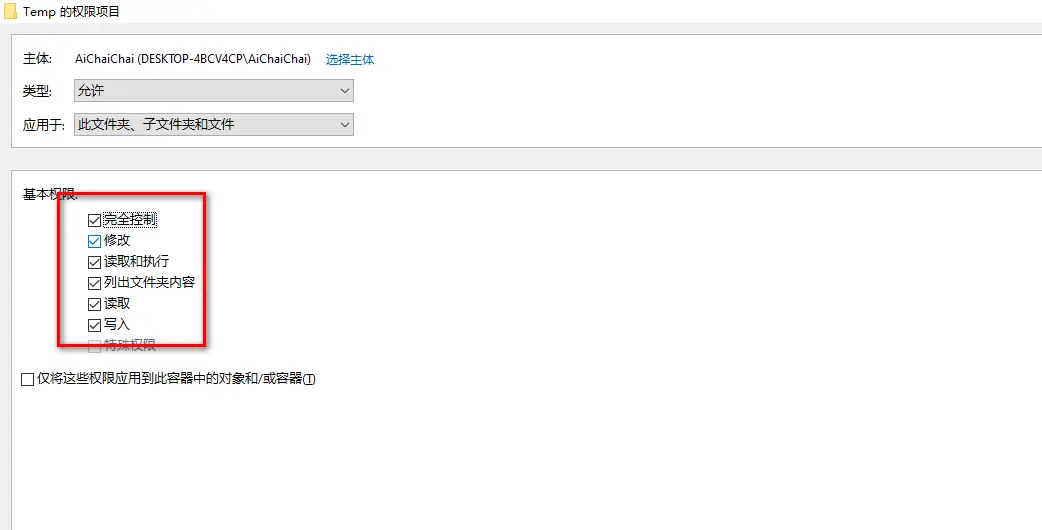 Temp 的权限项目
主体: AiChaiChai (DESKTOP-4BCV4CP\AiChaiChai) 选择主体
类型: 允许
应用于: 此文件夹、子文件夹和文件
基本权限:
完全控制
修改
读取和执行
列出文件夹内容
读取
写入
特殊权限
仅将这些权限应用到此容器中的对象和/或容器(T)